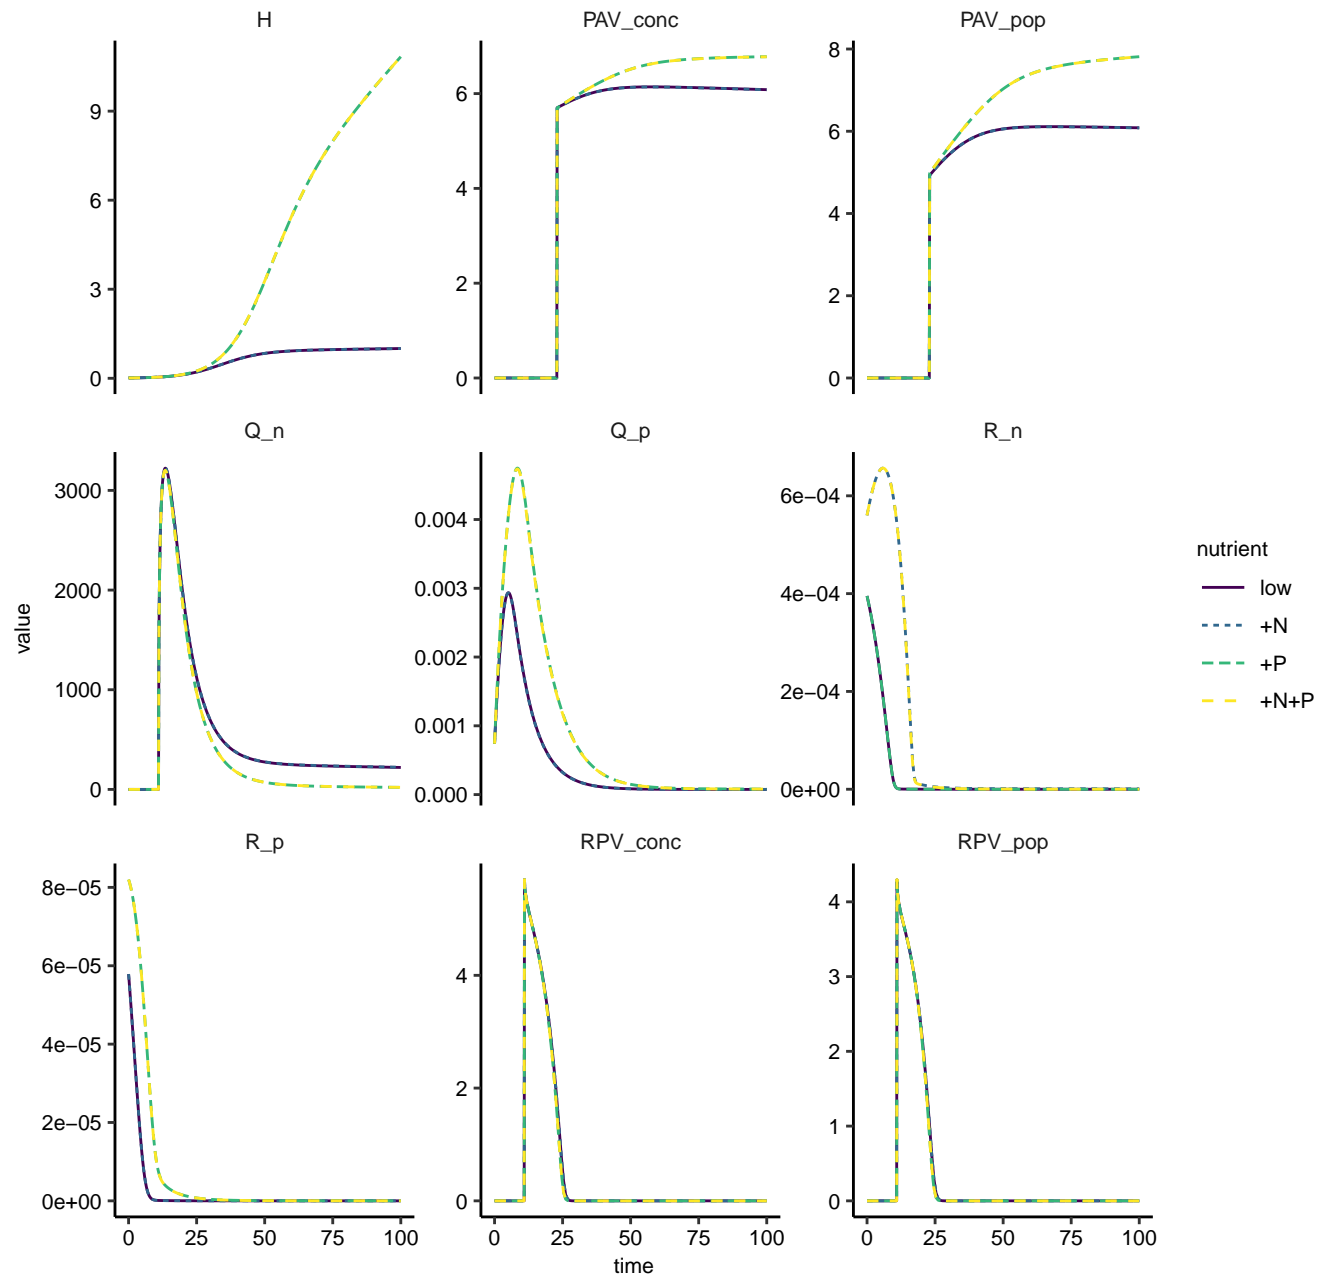 H
PAV_conc
PAV_pop
9
6
3
0
6
4
2
0
8
6
4
2
0
Q_n
Q_p
R_n
3000
2000
1000
0
0.004
0.003
0.002
0.001
0.000
6e−04
4e−04
2e−04
0e+00
R_p
RPV_conc
RPV_pop
8e−05
6e−05
4e−05
2e−05
0e+00
4
2
0
4
3
2
1
0
0 25 50 75 100
0 25 50 75 100
0 25 50 75 100
time
value
nutrient
low
+N
+P
+N+P